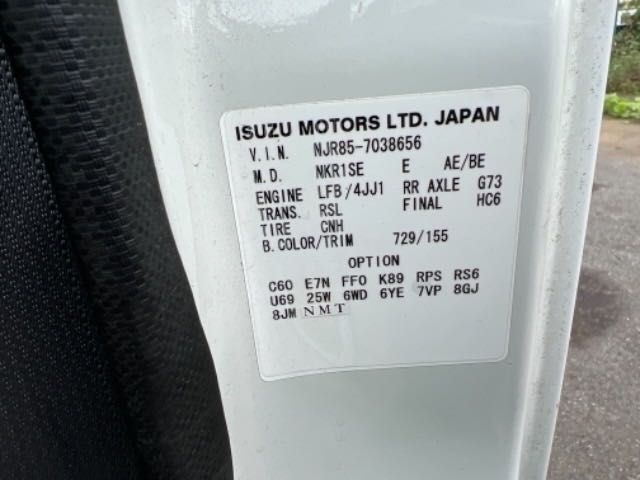 ISUZU MOTORS LTD. JAPAN
V.I.N. NJR85-7038656
M.D. NKR1SE E AE/BE
ENGINE LFB/4JJ1 RR AXLE G73
TRANS. RSL FINAL HC6
TIRE CNH
B.COLOR/TRIM 729/155
OPTION
C60 E7N FF0 K89 RPS RS6
U69 25W 6WD 6YE 7VP 8GJ
8JM NMT